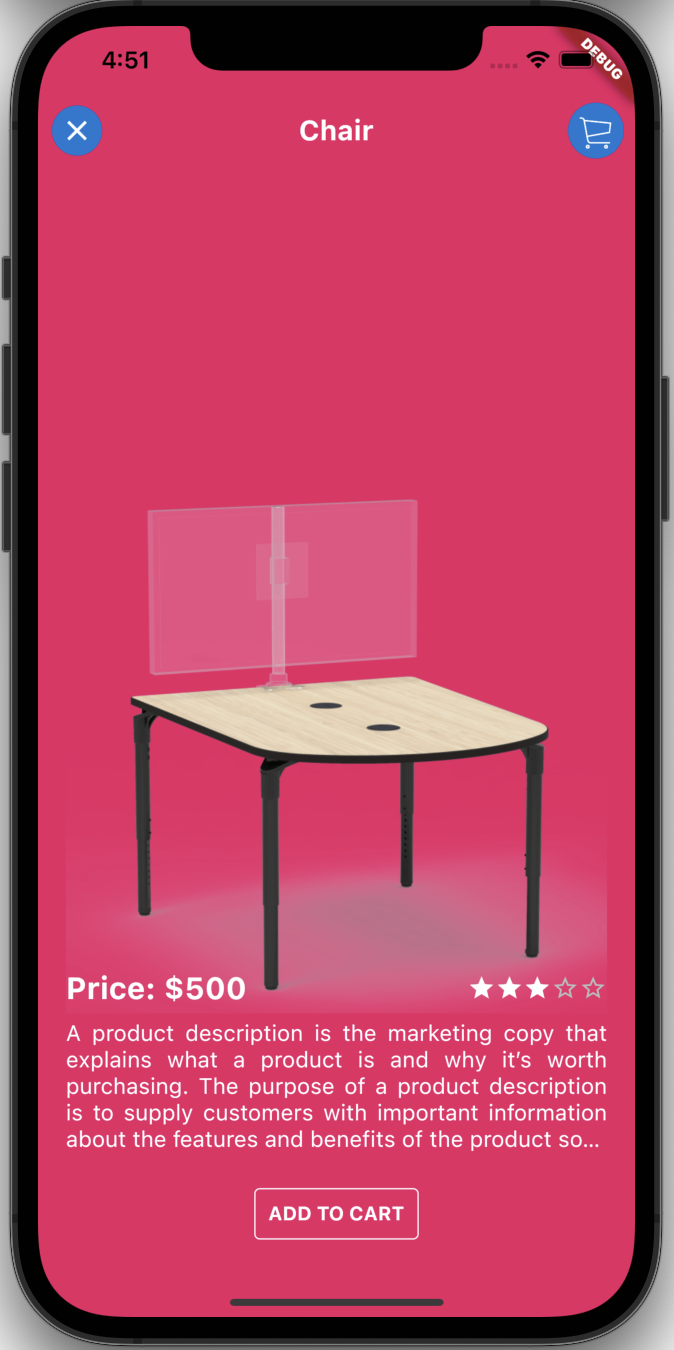 4:51
DEBUG
Chair
Price: $500
A product description is the marketing copy that
explains what a product is and why it’s worth
purchasing. The purpose of a product description
is to supply customers with important information
about the features and benefits of the product so...
ADD TO CART